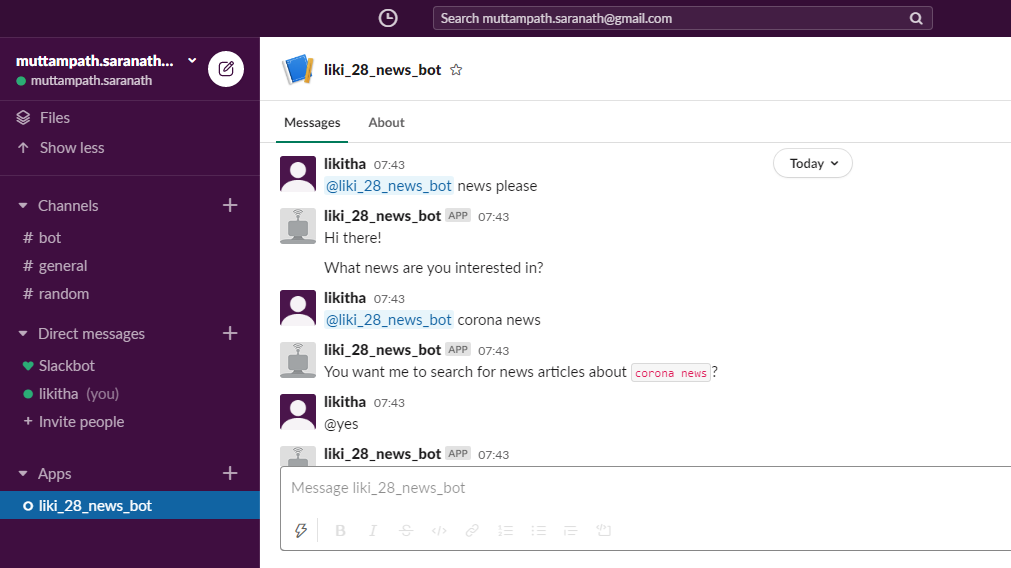 Search muttampath.saranath@gmail.com
muttampath.saranath...
muttampath.saranath
Files
Show less
Channels
# bot
# general
# random
Direct messages
Slackbot
likitha (you)
+ Invite people
Apps
liki_28_news_bot
liki_28_news_bot
Messages About
Today
likitha 07:43
@liki_28_news_bot news please
liki_28_news_bot APP 07:43
Hi there!
What news are you interested in?
likitha 07:43
@liki_28_news_bot corona news
liki_28_news_bot APP 07:43
You want me to search for news articles about corona news?
likitha 07:43
@yes
liki_28_news_bot APP 07:43
Message liki_28_news_bot
B I S </>